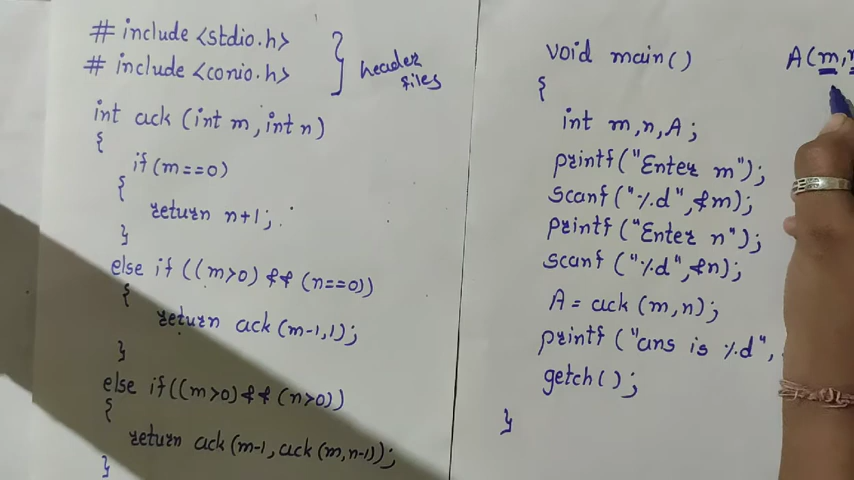 # include <stdio.h>
# include <conio.h>
header files
int ack (int m, int n)
{
if (m==0)
{
return n+1;
}
else if ((m>0) && (n==0))
{
return ack (m-1,1);
}
else if((m>0) && (n>0))
{
return ack (m-1, ack (m,n-1));
}
void main()
{
int m,n,A;
printf("Enter m");
scanf ("%d",&m);
printf ("Enter n");
scanf ("%d",&n);
A = ack (m,n);
printf ("ans is %d",
getch();
}
A(m,n